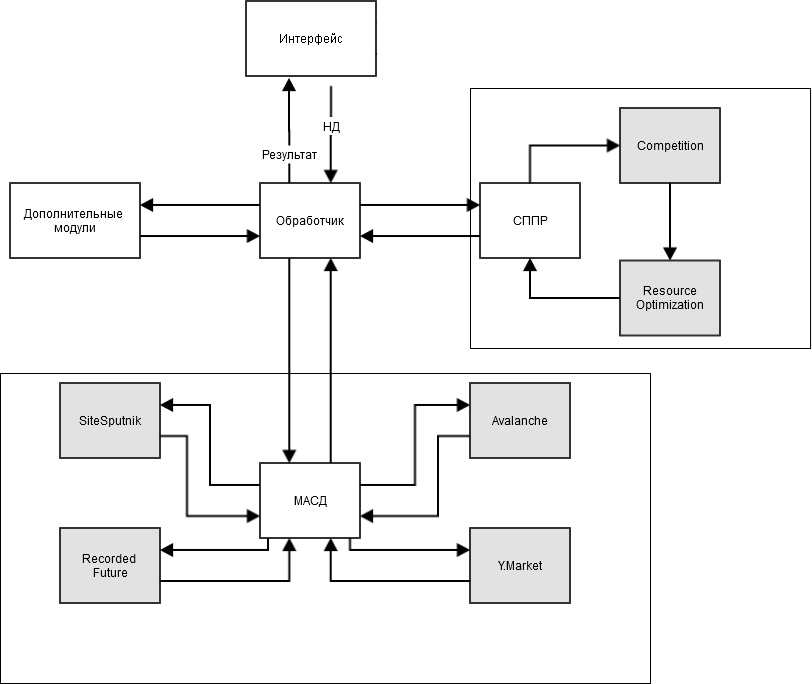 Интерфейс
НД
Результат
Competition
Дополнительные
модули
Обработчик
СППР
Resource
Optimization
SiteSputnik
Avalanche
МАСД
Recorded
Future
Y.Market